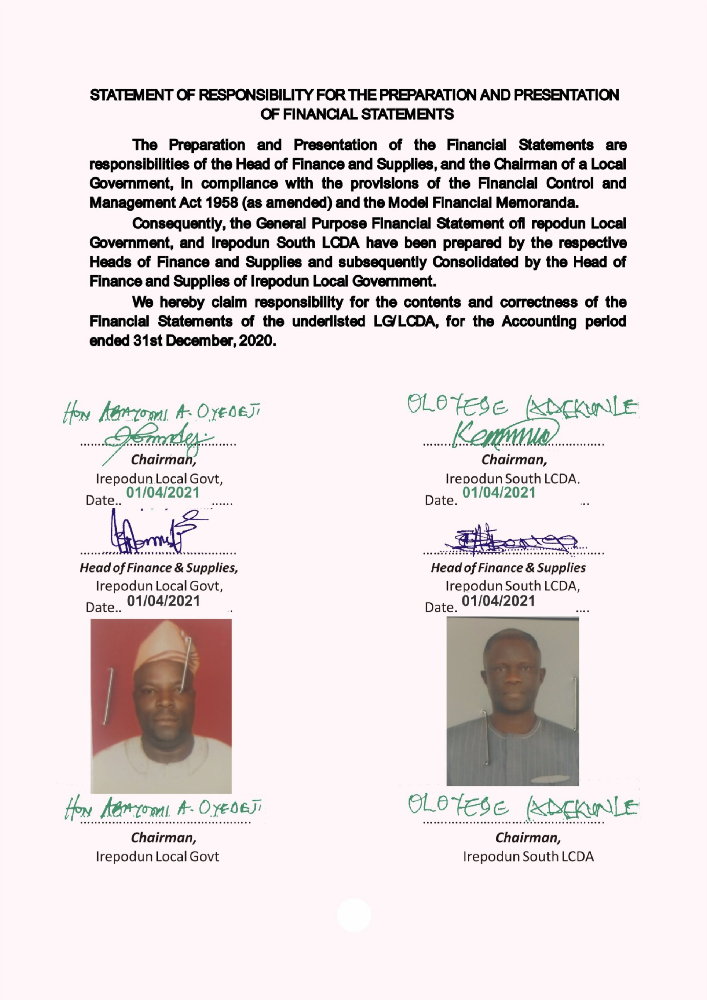 STATEMENT OF RESPONSIBILITY FOR THE PREPARATION AND PRESENTATION
OF FINANCIAL STATEMENTS
The Preparation and Presentation of the Financial Statements are
responsibilities of the Head of Finance and Supplies, and the Chairman of a Local
Government, in compliance with the provisions of the Financial Control and
Management Act 1958 (as amended) and the Model Financial Memoranda.
Consequently, the General Purpose Financial Statement ofI repodun Local
Government, and Irepodun South LCDA have been prepared by the respective
Heads of Finance and Supplies and subsequently Consolidated by the Head of
Finance and Supplies of Irepodun Local Government.
We hereby claim responsibility for the contents and correctness of the
Financial Statements of the underlisted LG/LCDA, for the Accounting period
ended 31st December, 2020.
HON ABAYOMI A. OYEDEJI
Chairman,
Irepodun Local Govt,
Date.. 01/04/2021 ......
OLOYEDE KADEKUNLE
Chairman,
Irepodun South LCDA.
Date. 01/04/2021 ...
Head of Finance & Supplies,
Irepodun Local Govt,
Date.. 01/04/2021 ..
Head of Finance & Supplies
Irepodun South LCDA,
Date. 01/04/2021 ....
HON ABAYOMI A. OYEDEJI
Chairman,
Irepodun Local Govt
OLOYEDE KADEKUNLE
Chairman,
Irepodun South LCDA